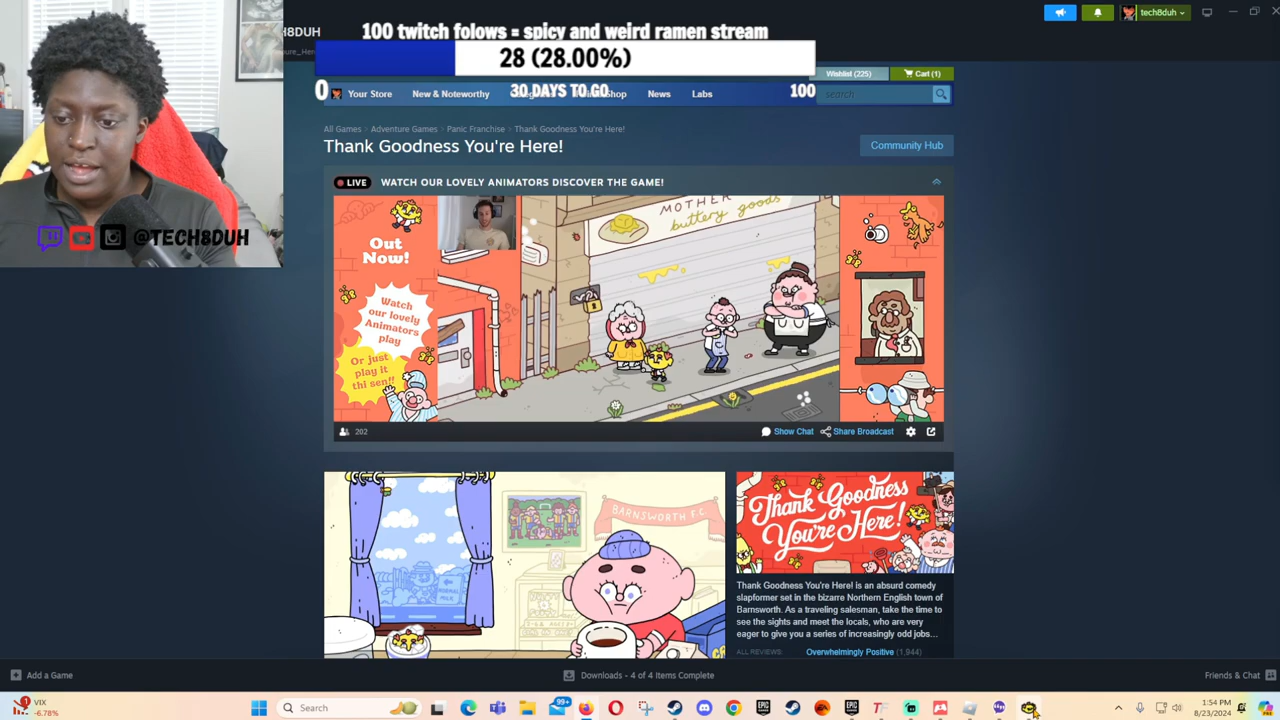 H8DUH
100 twitch folows = spicy and weird ramen stream
28 (28.00%)
0
30 DAYS TO GO
100
tech8duh
Wishlist (225)
Cart (1)
Your Store
New & Noteworthy
News
Labs
search
All Games > Adventure Games > Panic Franchise > Thank Goodness You're Here!
Thank Goodness You're Here!
Community Hub
LIVE
WATCH OUR LOVELY ANIMATORS DISCOVER THE GAME!
@TECH8DUH
Out
Now!
Watch
our lovely
Animators
play
Or just
play it
thi sen!!
MOTHER
buttery goods
202
Show Chat
Share Broadcast
BARNSWORTH F.C.
Thank Goodness
You're Here!
Thank Goodness You're Here! is an absurd comedy
slapformer set in the bizarre Northern English town of
Barnsworth. As a traveling salesman, take the time to
see the sights and meet the locals, who are very
eager to give you a series of increasingly odd jobs...
ALL REVIEWS:
Overwhelmingly Positive (1,944)
Add a Game
Downloads - 4 of 4 Items Complete
Friends & Chat
1
VIX
-6.78%
Search
99+
1:54 PM
8/23/2024